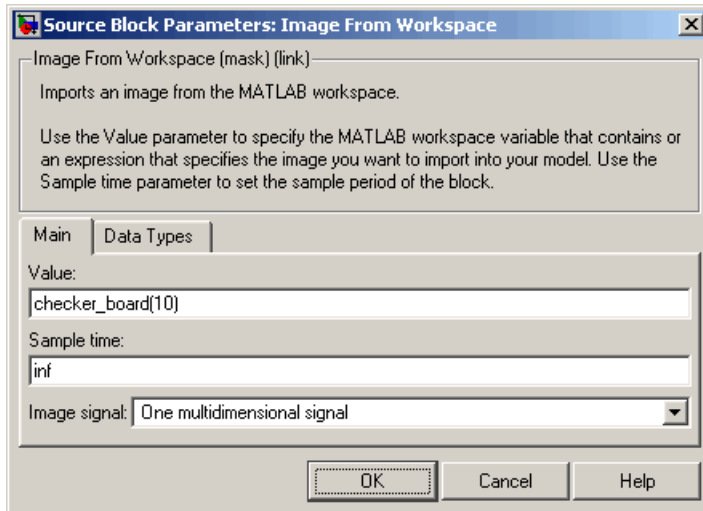 Source Block Parameters: Image From Workspace
Image From Workspace (mask) (link)
Imports an image from the MATLAB workspace.
Use the Value parameter to specify the MATLAB workspace variable that contains or
an expression that specifies the image you want to import into your model. Use the
Sample time parameter to set the sample period of the block.
Main Data Types
Value:
checker_board(10)
Sample time:
inf
Image signal: One multidimensional signal
OK Cancel Help